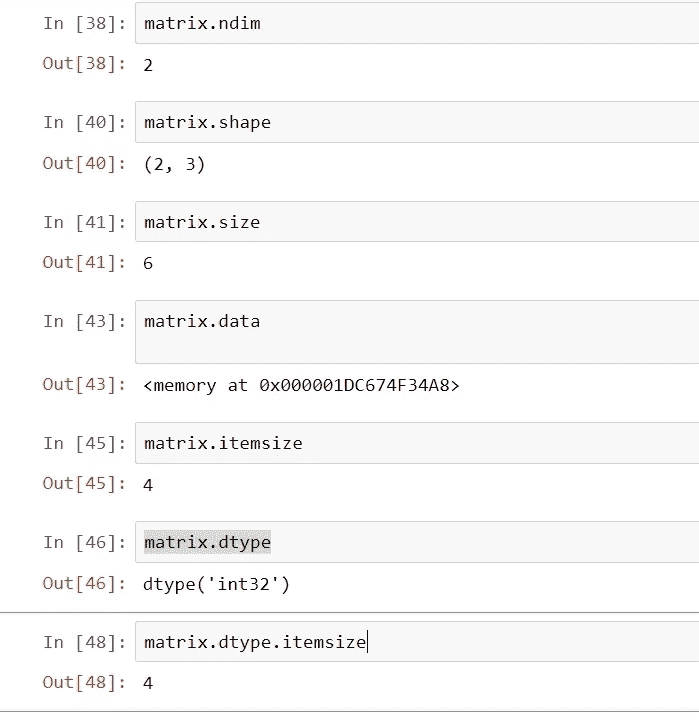 In [38]: matrix.ndim
Out[38]: 2
In [40]: matrix.shape
Out[40]: (2, 3)
In [41]: matrix.size
Out[41]: 6
In [43]: matrix.data
Out[43]: <memory at 0x000001DC674F34A8>
In [45]: matrix.itemsize
Out[45]: 4
In [46]: matrix.dtype
Out[46]: dtype('int32')
In [48]: matrix.dtype.itemsize
Out[48]: 4